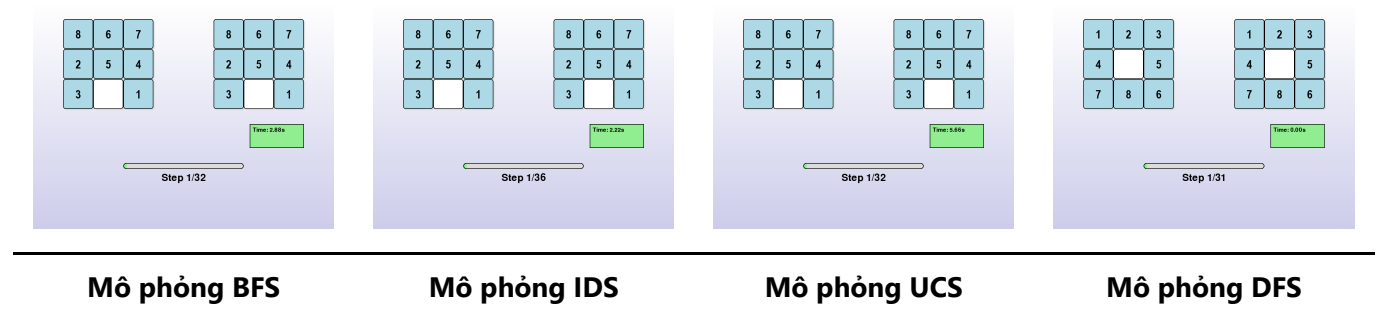 8 6 7 8 6 7
2 5 4 2 5 4
3 1 3 1
Time: 2.88s
Step 1/32
8 6 7 8 6 7
2 5 4 2 5 4
3 1 3 1
Time: 2.22s
Step 1/36
8 6 7 8 6 7
2 5 4 2 5 4
3 1 3 1
Time: 5.66s
Step 1/32
1 2 3 1 2 3
4 5 4 5
7 8 6 7 8 6
Time: 0.00s
Step 1/31
Mô phỏng BFS
Mô phỏng IDS
Mô phỏng UCS
Mô phỏng DFS